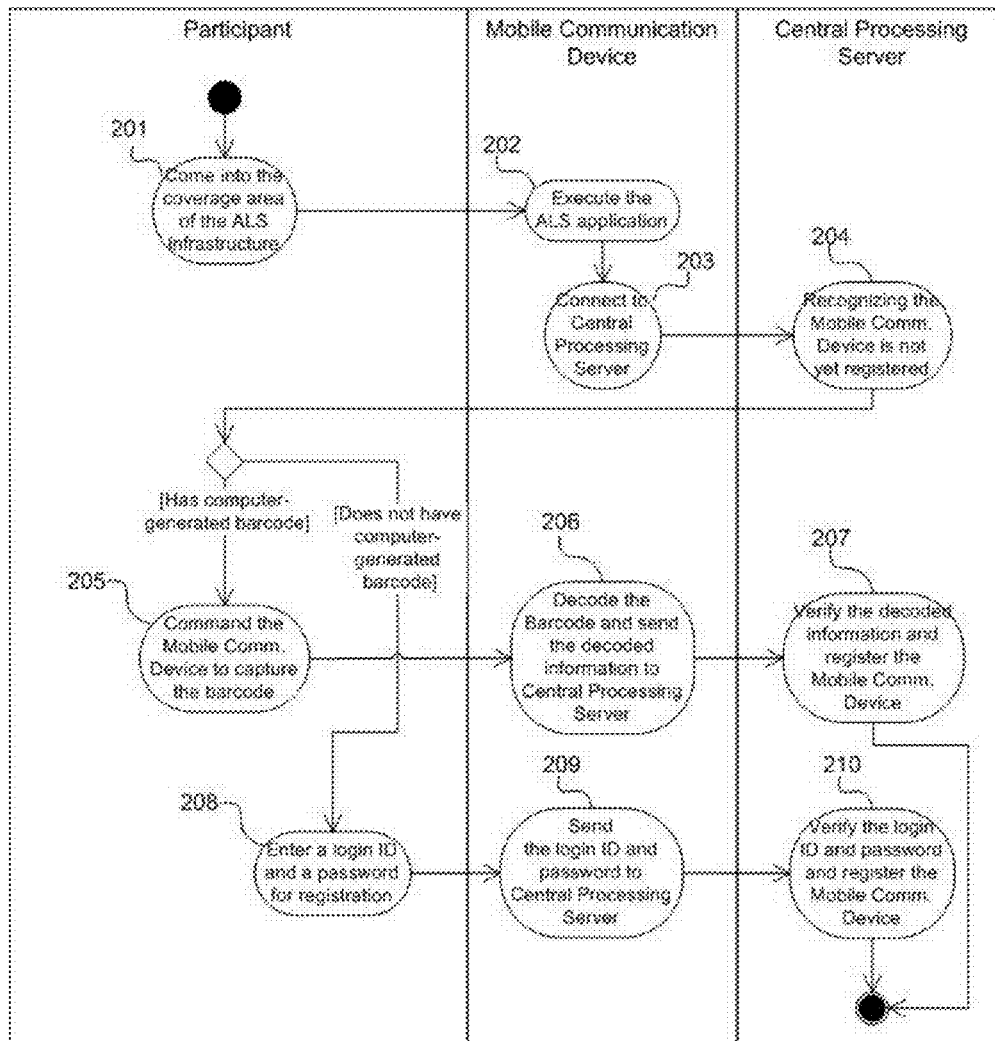 Participant
Mobile Communication
Device
Central Processing
Server
201
Come into the
coverage area
of the ALS
Infrastructure
202
Execute the
ALS application
203
Connect to
Central
Processing
Server
204
Recognizing the
Mobile Comm.
Device is not
yet registered
[Has computer-
generated barcode]
[Does not have
computer-
generated
barcode]
205
Command the
Mobile Comm.
Device to capture
the barcode
206
Decode the
Barcode and send
the decoded
information to
Central Processing
Server
207
Verify the decoded
information and
register the
Mobile Comm.
Device
208
Enter a login ID
and a password
for registration
209
Send
the login ID and
password to
Central Processing
Server
210
Verify the login
ID and password
and register the
Mobile Comm.
Device